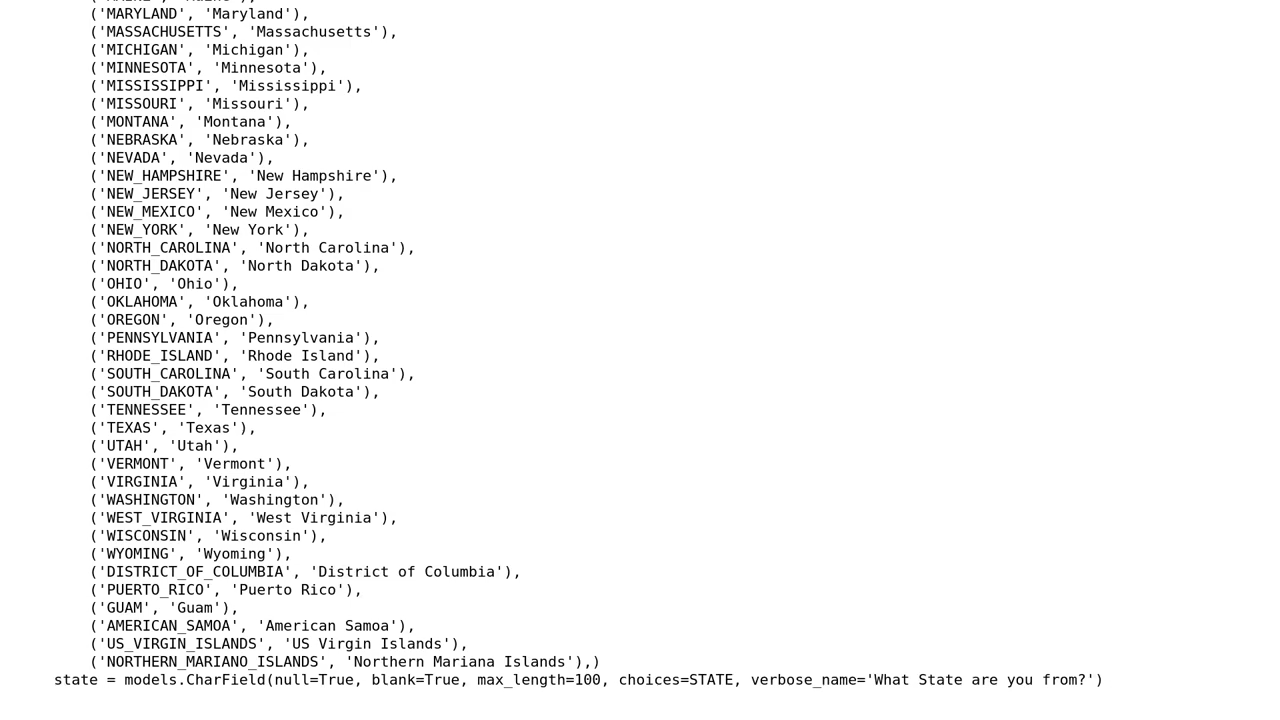 ('MARYLAND', 'Maryland'),
('MASSACHUSETTS', 'Massachusetts'),
('MICHIGAN', 'Michigan'),
('MINNESOTA', 'Minnesota'),
('MISSISSIPPI', 'Mississippi'),
('MISSOURI', 'Missouri'),
('MONTANA', 'Montana'),
('NEBRASKA', 'Nebraska'),
('NEVADA', 'Nevada'),
('NEW_HAMPSHIRE', 'New Hampshire'),
('NEW_JERSEY', 'New Jersey'),
('NEW_MEXICO', 'New Mexico'),
('NEW_YORK', 'New York'),
('NORTH_CAROLINA', 'North Carolina'),
('NORTH_DAKOTA', 'North Dakota'),
('OHIO', 'Ohio'),
('OKLAHOMA', 'Oklahoma'),
('OREGON', 'Oregon'),
('PENNSYLVANIA', 'Pennsylvania'),
('RHODE_ISLAND', 'Rhode Island'),
('SOUTH_CAROLINA', 'South Carolina'),
('SOUTH_DAKOTA', 'South Dakota'),
('TENNESSEE', 'Tennessee'),
('TEXAS', 'Texas'),
('UTAH', 'Utah'),
('VERMONT', 'Vermont'),
('VIRGINIA', 'Virginia'),
('WASHINGTON', 'Washington'),
('WEST_VIRGINIA', 'West Virginia'),
('WISCONSIN', 'Wisconsin'),
('WYOMING', 'Wyoming'),
('DISTRICT_OF_COLUMBIA', 'District of Columbia'),
('PUERTO_RICO', 'Puerto Rico'),
('GUAM', 'Guam'),
('AMERICAN_SAMOA', 'American Samoa'),
('US_VIRGIN_ISLANDS', 'US Virgin Islands'),
('NORTHERN_MARIANO_ISLANDS', 'Northern Mariana Islands'),)
state = models.CharField(null=True, blank=True, max_length=100, choices=STATE, verbose_name='What State are you from?')